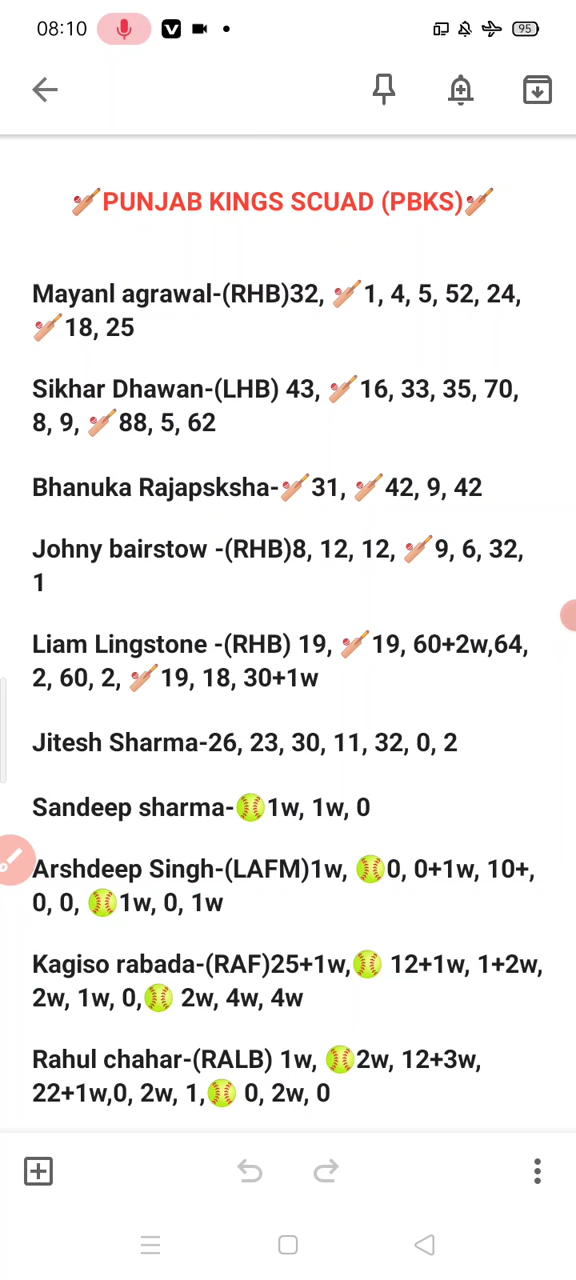 08:10 V 95
🏏PUNJAB KINGS SCUAD (PBKS)🏏
Mayanl agrawal-(RHB)32, 🏏1, 4, 5, 52, 24,
🏏18, 25
Sikhar Dhawan-(LHB) 43, 🏏16, 33, 35, 70,
8, 9, 🏏88, 5, 62
Bhanuka Rajapsksha-🏏31, 🏏42, 9, 42
Johny bairstow -(RHB)8, 12, 12, 🏏9, 6, 32,
1
Liam Lingstone -(RHB) 19, 🏏19, 60+2w,64,
2, 60, 2, 🏏19, 18, 30+1w
Jitesh Sharma-26, 23, 30, 11, 32, 0, 2
Sandeep sharma-🥎1w, 1w, 0
Arshdeep Singh-(LAFM)1w, 🥎0, 0+1w, 10+,
0, 0, 🥎1w, 0, 1w
Kagiso rabada-(RAF)25+1w,🥎 12+1w, 1+2w,
2w, 1w, 0,🥎 2w, 4w, 4w
Rahul chahar-(RALB) 1w, 🥎2w, 12+3w,
22+1w,0, 2w, 1,🥎 0, 2w, 0